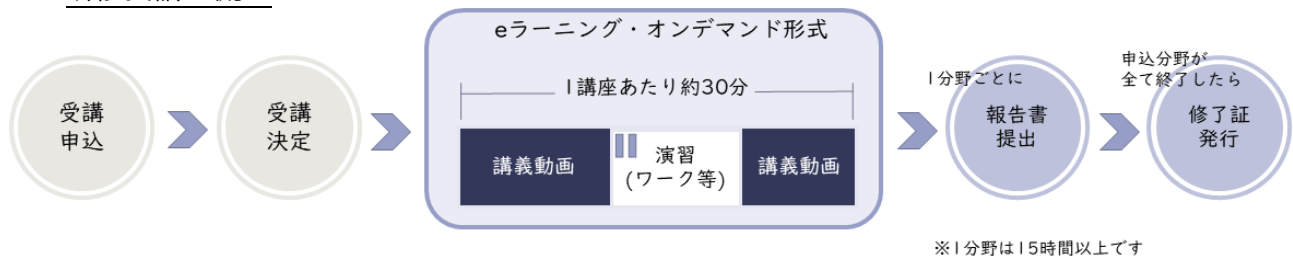 受講
申込
受講
決定
eラーニング・オンデマンド形式
1講座あたり約30分
講義動画
演習
(ワーク等)
講義動画
1分野ごとに
報告書
提出
申込分野が
全て終了したら
修了証
発行
※1分野は15時間以上です